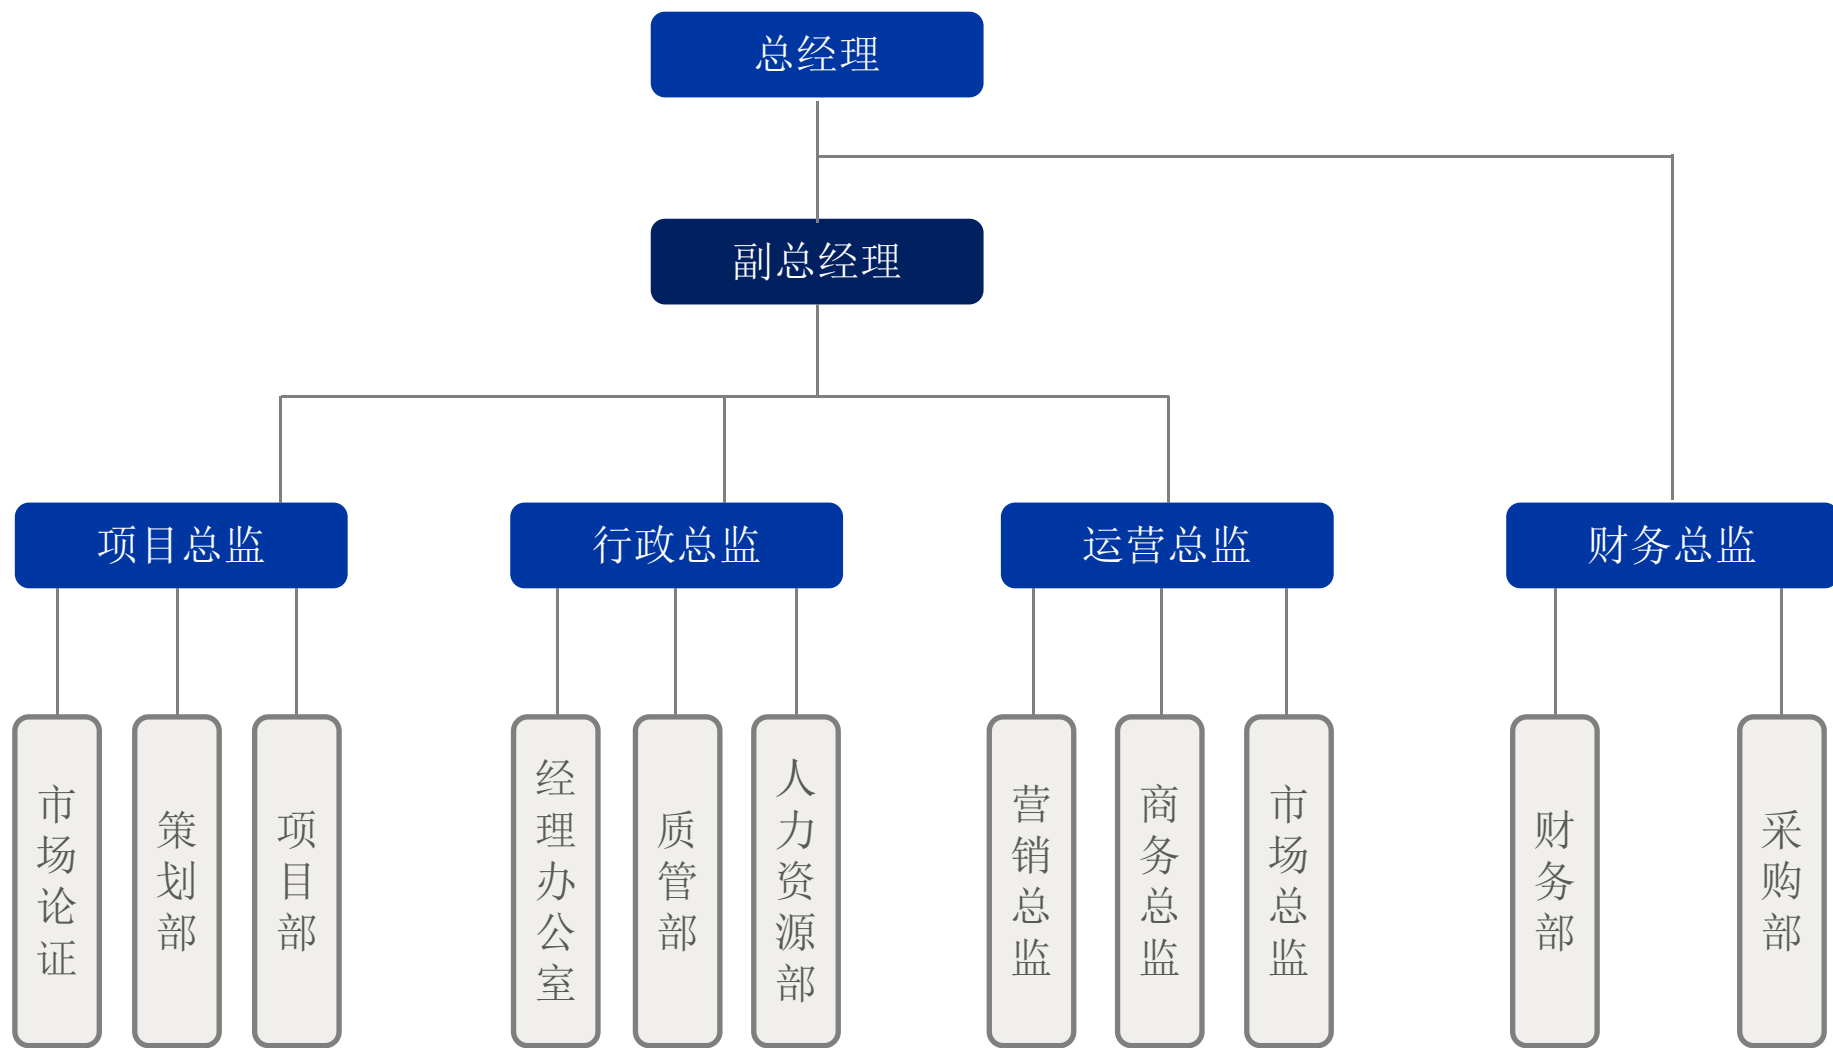 总经理
副总经理
项目总监
行政总监
运营总监
财务总监
市场论证
策划部
项目部
经理办公室
质管部
人力资源部
营销总监
商务总监
市场总监
财务部
采购部